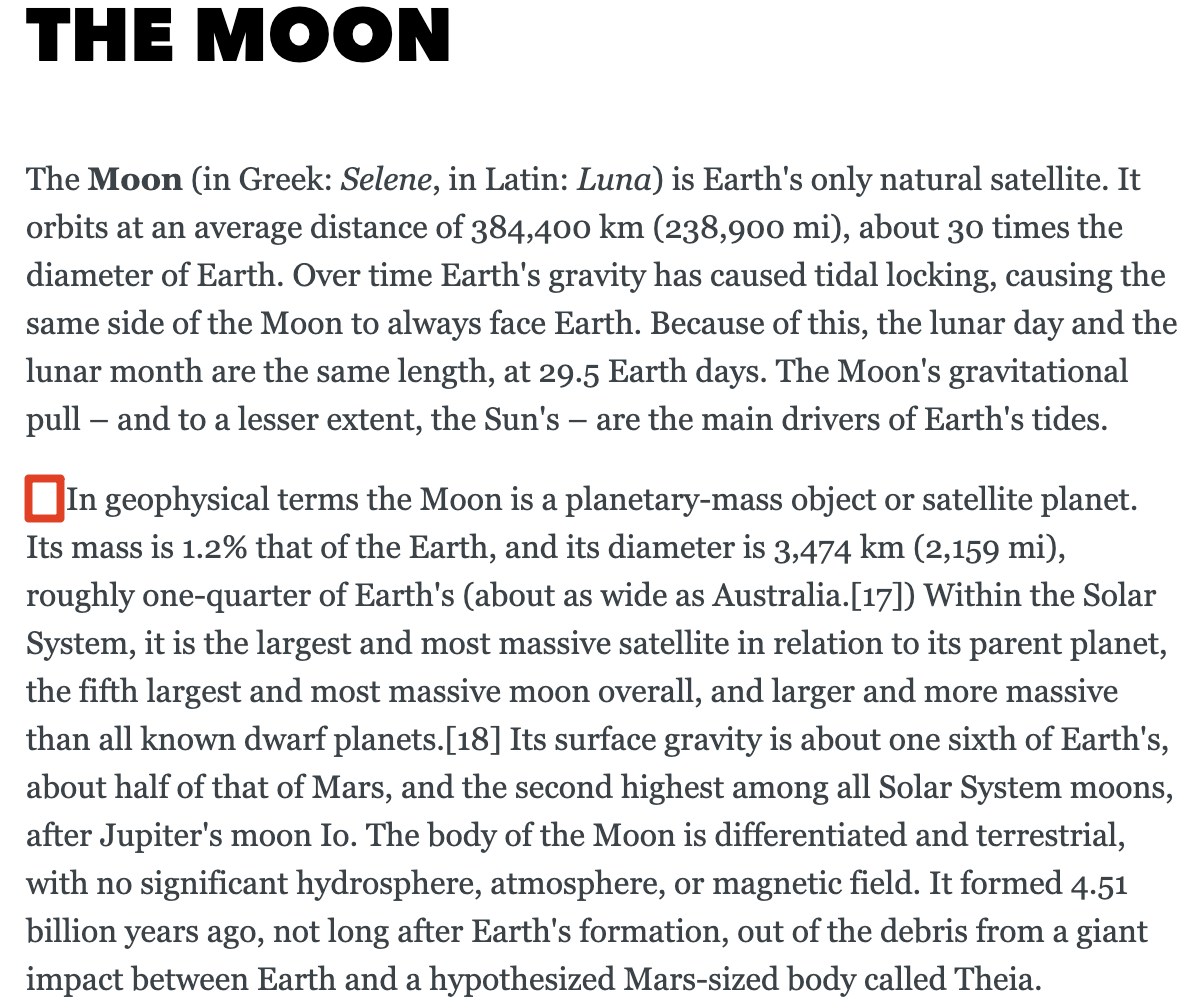 THE MOON
The Moon (in Greek: Selene, in Latin: Luna) is Earth's only natural satellite. It
orbits at an average distance of 384,400 km (238,900 mi), about 30 times the
diameter of Earth. Over time Earth's gravity has caused tidal locking, causing the
same side of the Moon to always face Earth. Because of this, the lunar day and the
lunar month are the same length, at 29.5 Earth days. The Moon's gravitational
pull – and to a lesser extent, the Sun's – are the main drivers of Earth's tides.
In geophysical terms the Moon is a planetary-mass object or satellite planet.
Its mass is 1.2% that of the Earth, and its diameter is 3,474 km (2,159 mi),
roughly one-quarter of Earth's (about as wide as Australia.[17]) Within the Solar
System, it is the largest and most massive satellite in relation to its parent planet,
the fifth largest and most massive moon overall, and larger and more massive
than all known dwarf planets.[18] Its surface gravity is about one sixth of Earth's,
about half of that of Mars, and the second highest among all Solar System moons,
after Jupiter's moon Io. The body of the Moon is differentiated and terrestrial,
with no significant hydrosphere, atmosphere, or magnetic field. It formed 4.51
billion years ago, not long after Earth's formation, out of the debris from a giant
impact between Earth and a hypothesized Mars-sized body called Theia.